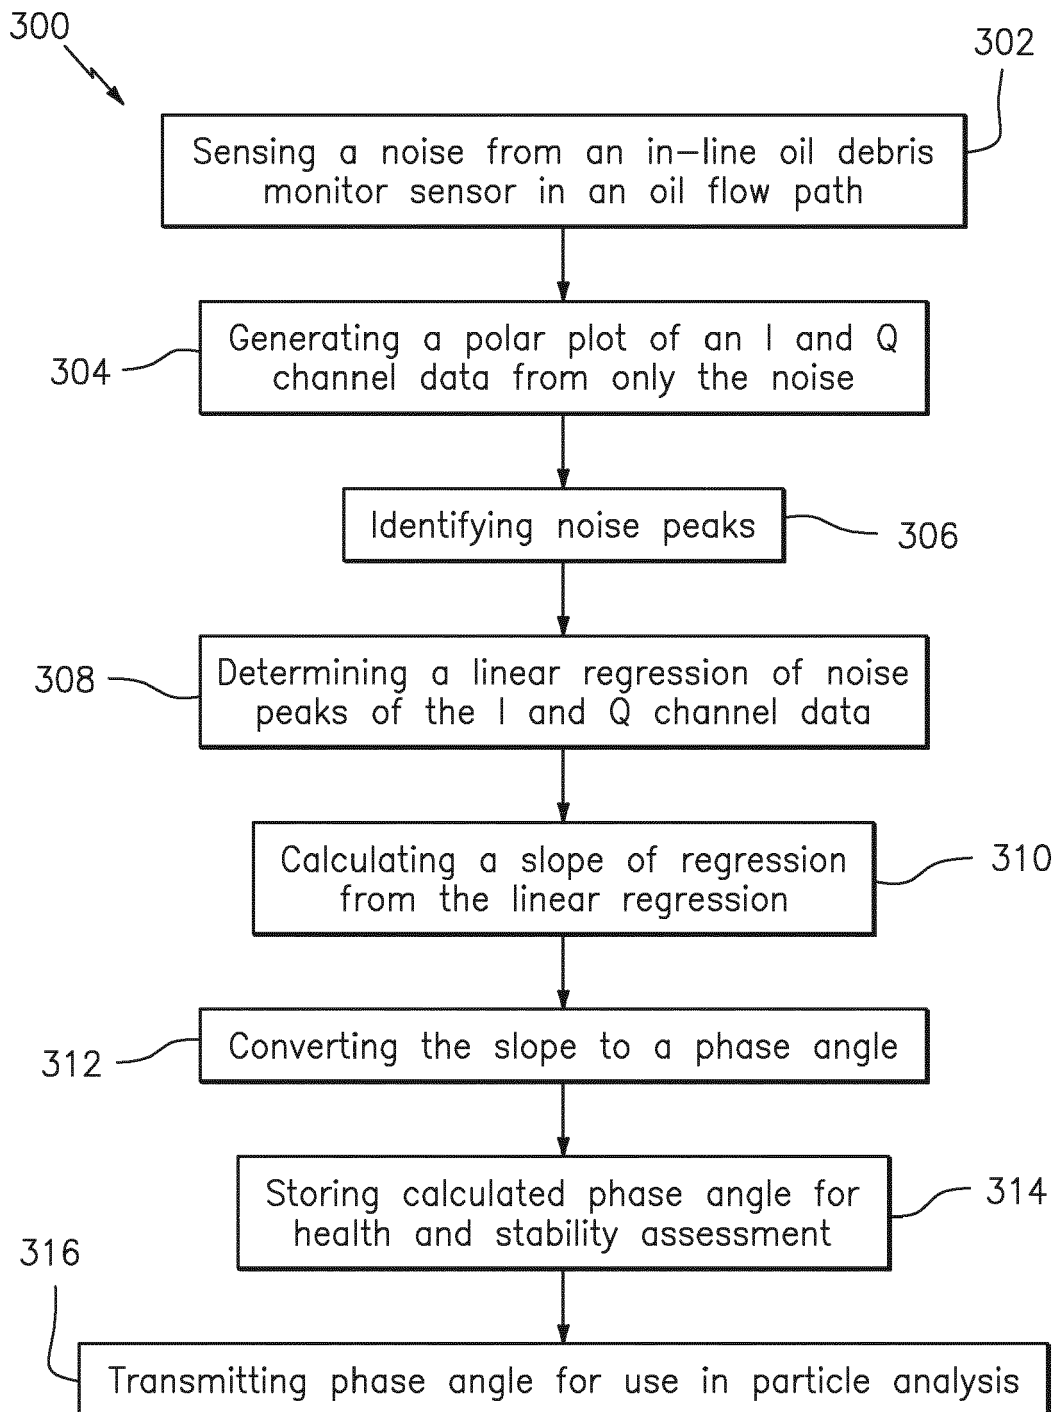 300
302
Sensing a noise from an in-line oil debris
monitor sensor in an oil flow path
304
Generating a polar plot of an I and Q
channel data from only the noise
Identifying noise peaks
306
308
Determining a linear regression of noise
peaks of the I and Q channel data
310
Calculating a slope of regression
from the linear regression
312
Converting the slope to a phase angle
314
Storing calculated phase angle for
health and stability assessment
316
Transmitting phase angle for use in particle analysis